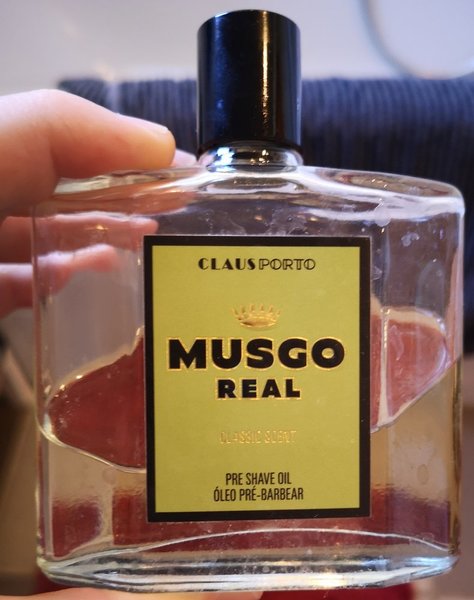 CLAUS PORTO
MUSGO
REAL
CLASSIC SCENT
PRE SHAVE OIL
ÓLEO PRÉ-BARBEAR